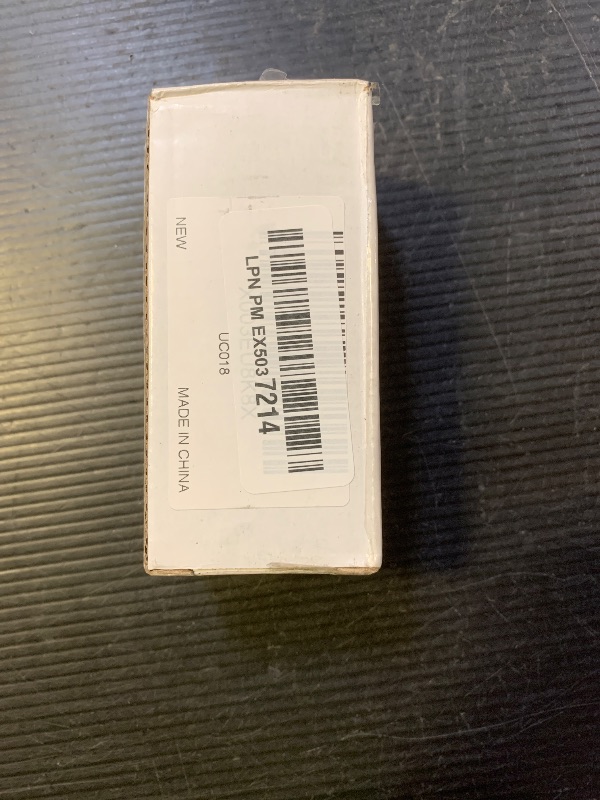 LPN PM EX5037214
UC018
NEW
MADE IN CHINA